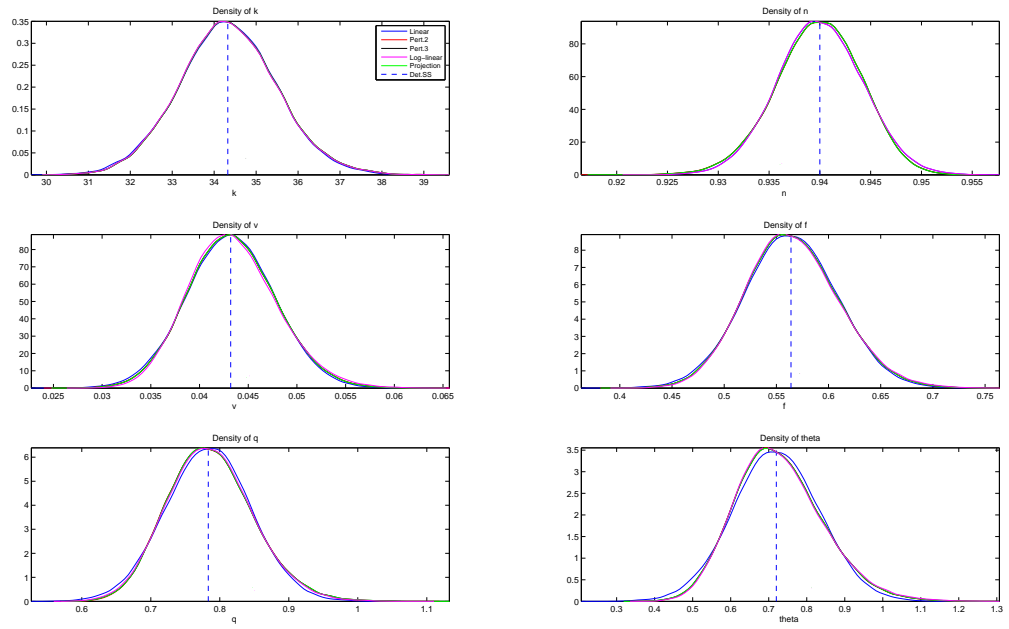 Density of k
0.35
0.3
0.25
0.2
0.15
0.1
0.05
0
30 31 32 33 34 35 36 37 38 39
k
Linear
Pert.2
Pert.3
Log-linear
Projection
Det.SS
Density of n
80
60
40
20
0
0.92 0.925 0.93 0.935 0.94 0.945 0.95 0.955
n
Density of v
80
70
60
50
40
30
20
10
0
0.025 0.03 0.035 0.04 0.045 0.05 0.055 0.06 0.065
v
Density of f
8
7
6
5
4
3
2
1
0
0.4 0.45 0.5 0.55 0.6 0.65 0.7 0.75
f
Density of q
6
5
4
3
2
1
0
0.6 0.7 0.8 0.9 1 1.1
q
Density of theta
3.5
3
2.5
2
1.5
1
0.5
0
0.3 0.4 0.5 0.6 0.7 0.8 0.9 1 1.1 1.2 1.3
theta